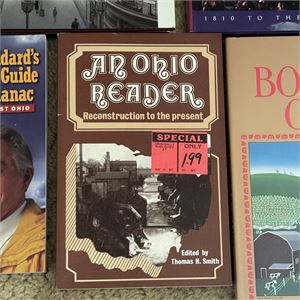 1810 TO THE
dard's
Guide
anac
ST OHIO
AN OHIO
READER
Reconstruction to the present
SPECIAL
ONLY
1.99
Edited by
Thomas H. Smith
BO